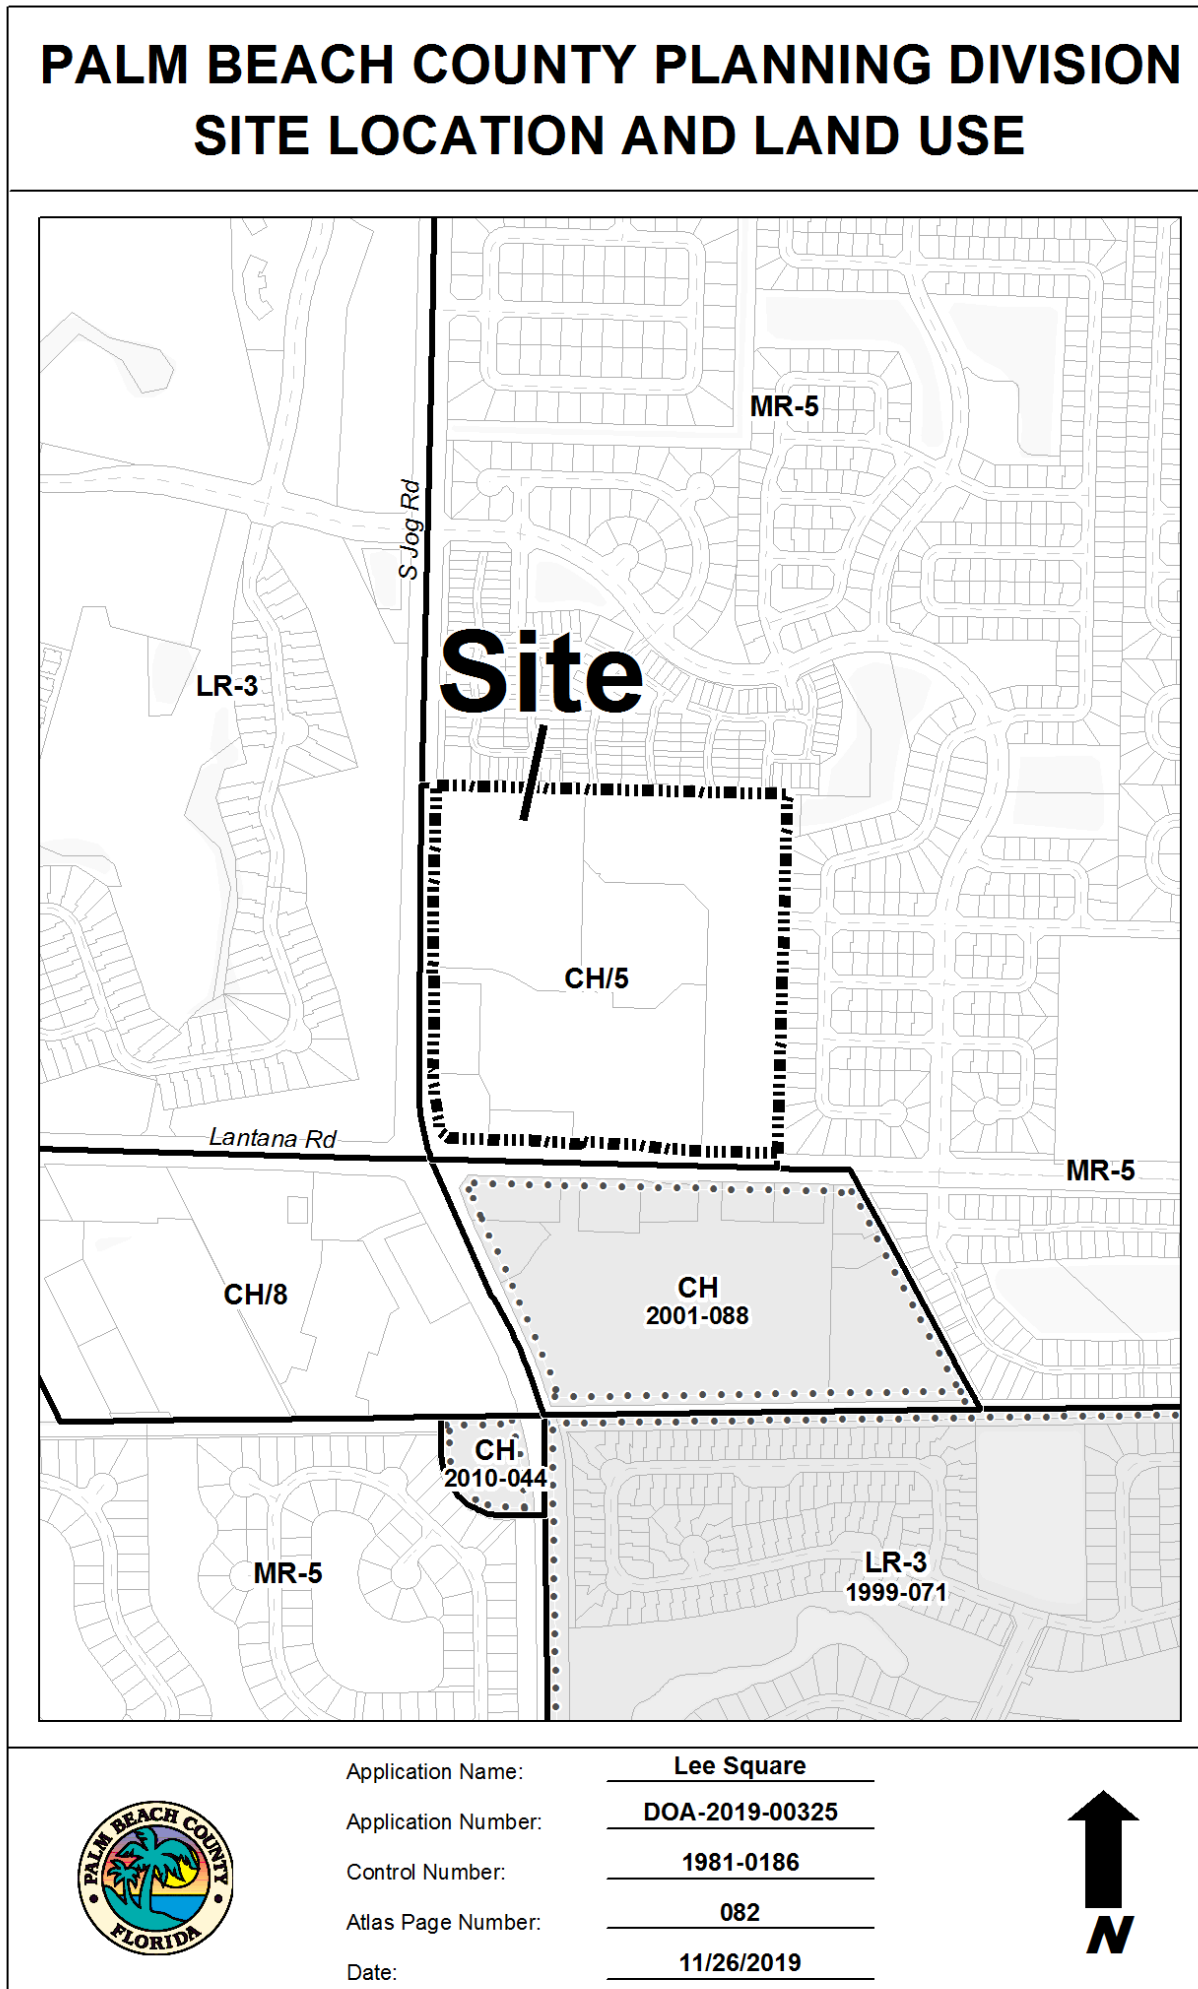 PALM BEACH COUNTY PLANNING DIVISION
SITE LOCATION AND LAND USE
MR-5
S Jog Rd
Site
LR-3
CH/5
Lantana Rd
MR-5
CH/8
CH
2001-088
CH
2010-044
LR-3
1999-071
MR-5
Application Name: Lee Square
Application Number: DOA-2019-00325
Control Number: 1981-0186
Atlas Page Number: 082
Date: 11/26/2019
PALM BEACH COUNTY
FLORIDA
N